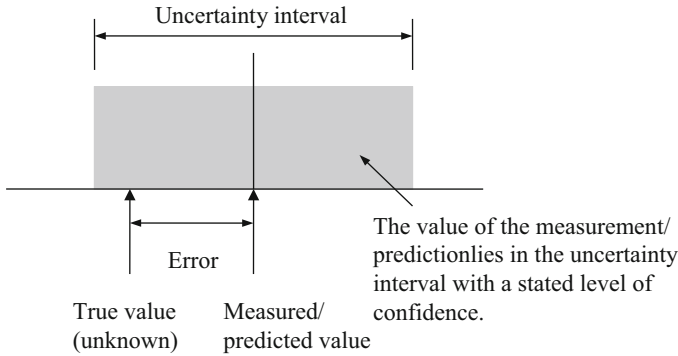 Uncertainty interval
The value of the measurement/
predictionlies in the uncertainty
interval with a stated level of
confidence.
Error
True value
(unknown)
Measured/
predicted value